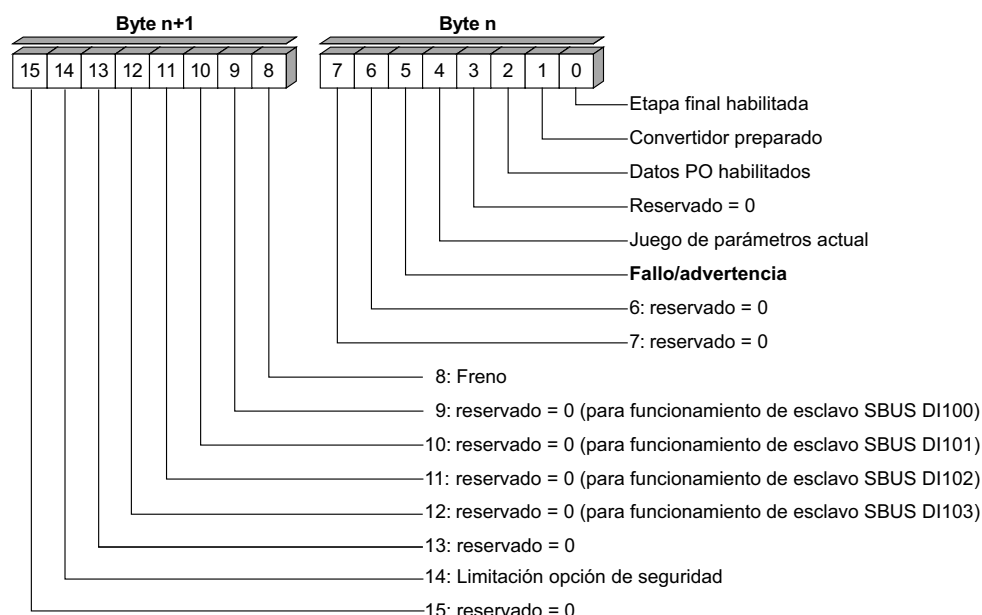 Byte n+1 Byte n
15 14 13 12 11 10 9 8 7 6 5 4 3 2 1 0
Etapa final habilitada
Convertidor preparado
Datos PO habilitados
Reservado = 0
Juego de parámetros actual
Fallo/advertencia
6: reservado = 0
7: reservado = 0
8: Freno
9: reservado = 0 (para funcionamiento de esclavo SBUS DI100)
10: reservado = 0 (para funcionamiento de esclavo SBUS DI101)
11: reservado = 0 (para funcionamiento de esclavo SBUS DI102)
12: reservado = 0 (para funcionamiento de esclavo SBUS DI103)
13: reservado = 0
14: Limitación opción de seguridad
15: reservado = 0